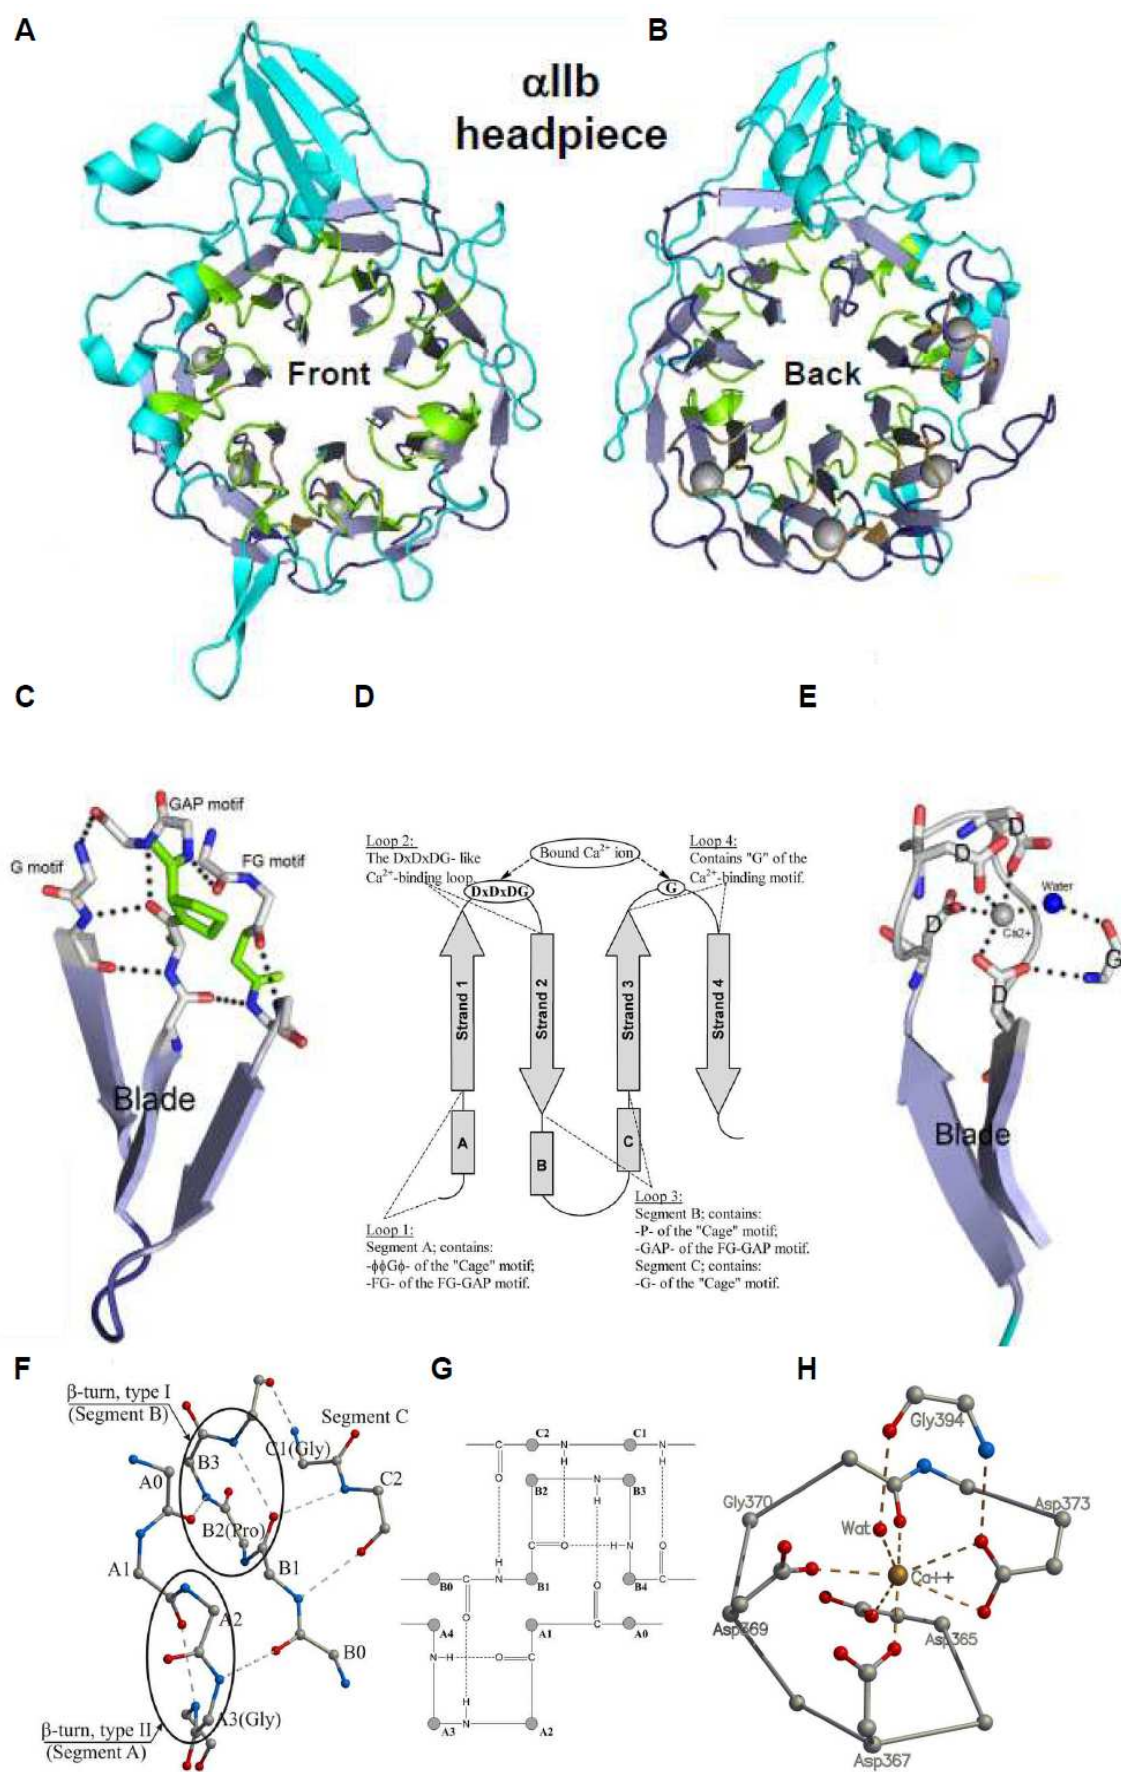 A
B
αIIb
headpiece
Front
Back
C
D
E
GAP motif
G motif
FG motif
Blade
Loop 2:
The DxDxDG- like
Ca2+-binding loop.
Bound Ca2+ ion
Loop 4:
Contains "G" of the
Ca2+-binding motif.
DxDxDG
G
Strand 1
Strand 2
Strand 3
Strand 4
A
B
C
Loop 1:
Segment A; contains:
-ϕϕGϕ- of the "Cage" motif;
-FG- of the FG-GAP motif.
Loop 3:
Segment B; contains:
-P- of the "Cage" motif;
-GAP- of the FG-GAP motif.
Segment C; contains:
-G- of the "Cage" motif.
D
D
Water
D
Ca2+
G
D
Blade
F
G
H
β-turn, type I
(Segment B)
Segment C
C1(Gly)
B3
A0
C2
B2(Pro)
A1
B1
A2
B0
A3(Gly)
β-turn, type II
(Segment A)
C2
C1
C
N
N
O
H
H
B2
N
B3
H
C
O
H
N
O
C
N
C
B0
B1
B4
O
O
A4
A1
C
A0
N
H
O
C
H
A3
N
A2
Gly394
Gly370
Asp373
Wat
Ca++
Asp369
Asp365
Asp367